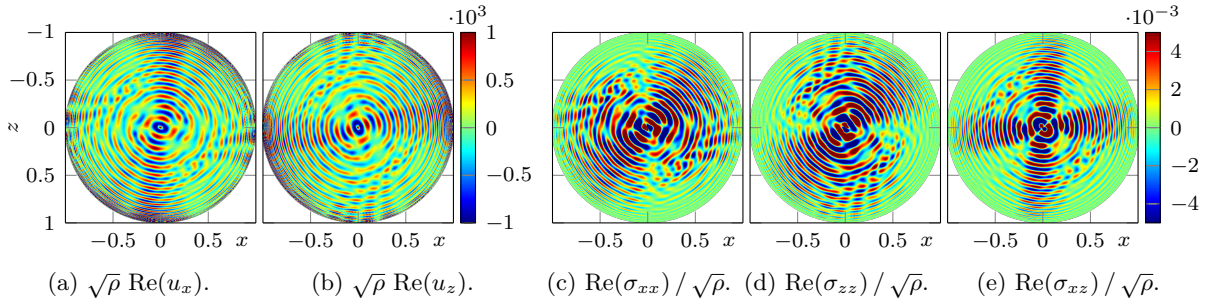 ·10³ ·10⁻³
−1 1 4
−0.5 0.5 2
z 0 0 0
0.5 −0.5 −2
1 −1 −4
−0.5 0 0.5 x −0.5 0 0.5 x −0.5 0 0.5 x −0.5 0 0.5 x −0.5 0 0.5 x
(a) √ρ Re(uₓ). (b) √ρ Re(u_z). (c) Re(σₓₓ) / √ρ. (d) Re(σ_zz) / √ρ. (e) Re(σ_xz) / √ρ.